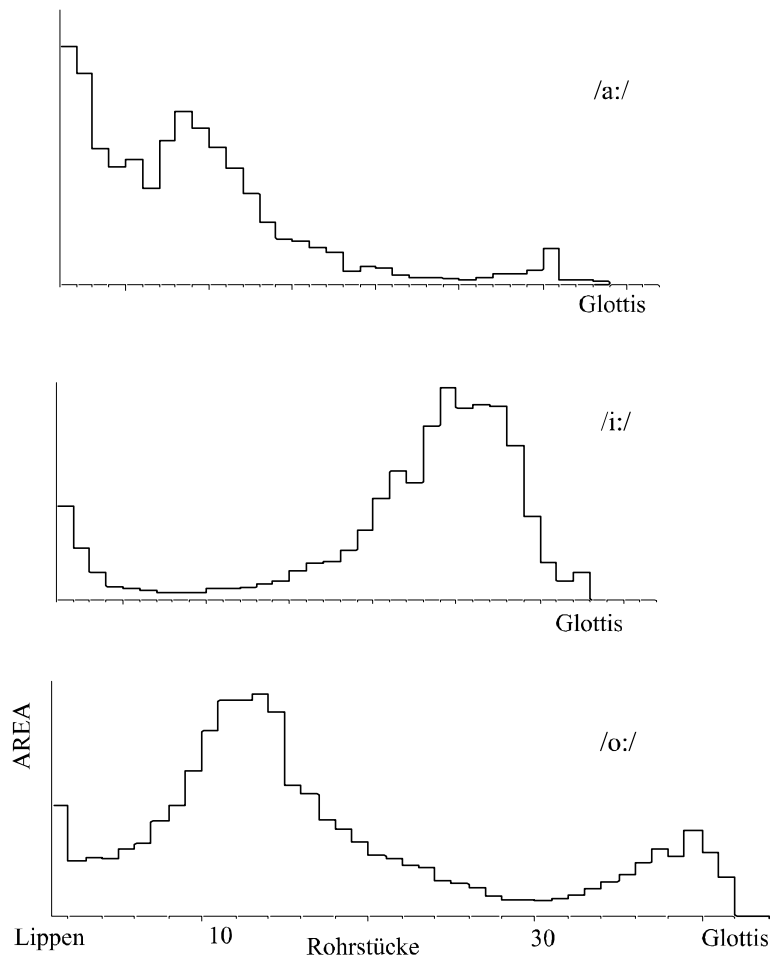 /a:/
Glottis
/i:/
Glottis
AREA
/o:/
Lippen 10 Rohrstücke 30 Glottis